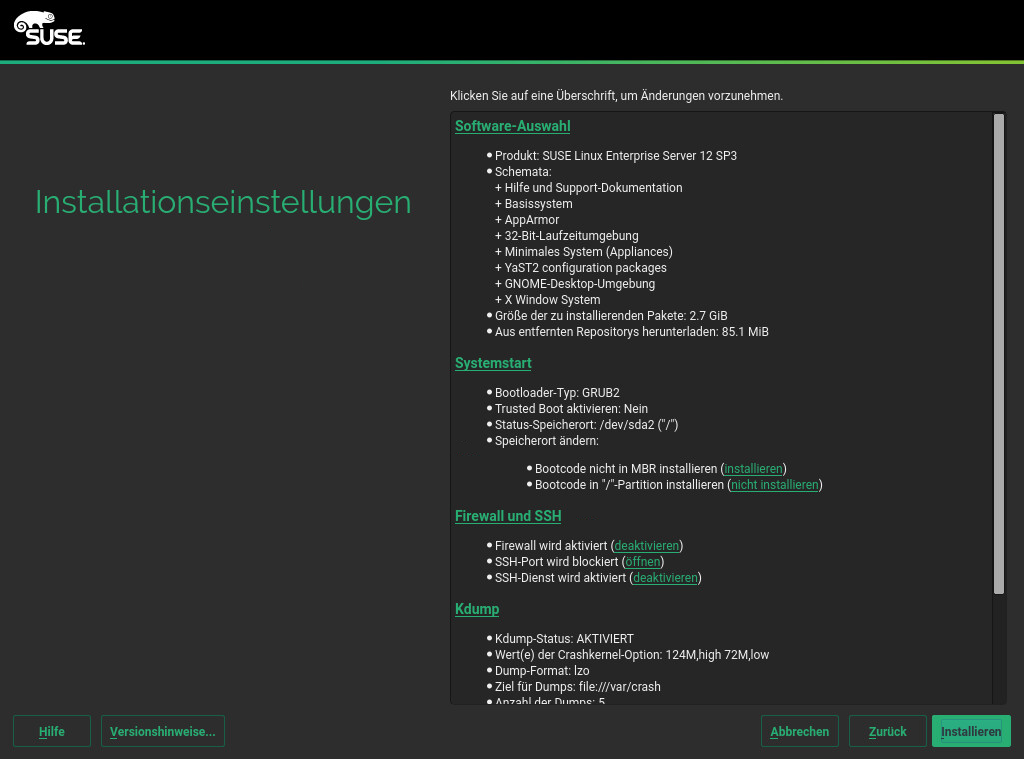 SUSE
Klicken Sie auf eine Überschrift, um Änderungen vorzunehmen.
Installationseinstellungen
Software-Auswahl
Produkt: SUSE Linux Enterprise Server 12 SP3
Schemata:
+ Hilfe und Support-Dokumentation
+ Basissystem
+ AppArmor
+ 32-Bit-Laufzeitumgebung
+ Minimales System (Appliances)
+ YaST2 configuration packages
+ GNOME-Desktop-Umgebung
+ X Window System
Größe der zu installierenden Pakete: 2.7 GiB
Aus entfernten Repositorys herunterladen: 85.1 MiB
Systemstart
Bootloader-Typ: GRUB2
Trusted Boot aktivieren: Nein
Status-Speicherort: /dev/sda2 ("/")
Speicherort ändern:
Bootcode nicht in MBR installieren (installieren)
Bootcode in "/"-Partition installieren (nicht installieren)
Firewall und SSH
Firewall wird aktiviert (deaktivieren)
SSH-Port wird blockiert (öffnen)
SSH-Dienst wird aktiviert (deaktivieren)
Kdump
Kdump-Status: AKTIVIERT
Wert(e) der Crashkernel-Option: 124M,high 72M,low
Dump-Format: lzo
Ziel für Dumps: file:///var/crash
Anzahl der Dumps: 5
Hilfe
Versionshinweise...
Abbrechen
Zurück
Installieren